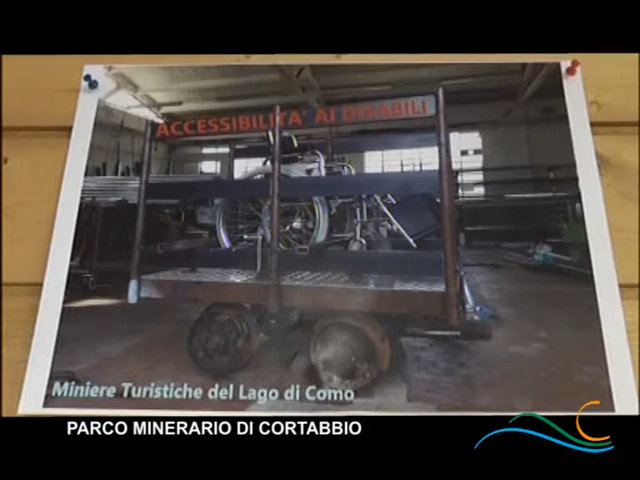 ACCESSIBILITA' AI DISABILI
Miniere Turistiche del Lago di Como
PARCO MINERARIO DI CORTABBIO